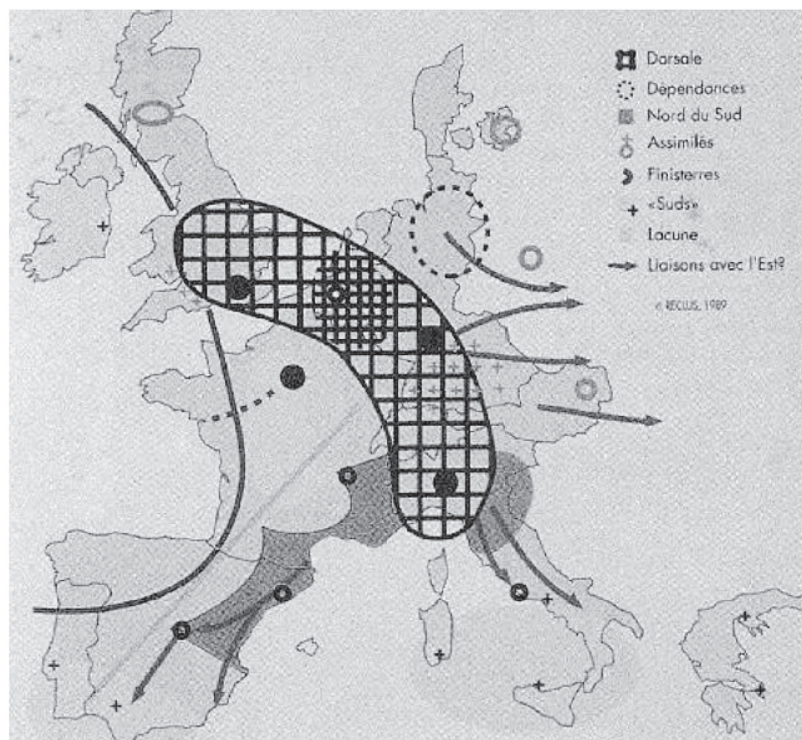 Dorsale
Dépendances
Nord du Sud
Assimilés
Finisterres
«Suds»
Lacune
Liaisons avec l'Est?
© RECLUS, 1989